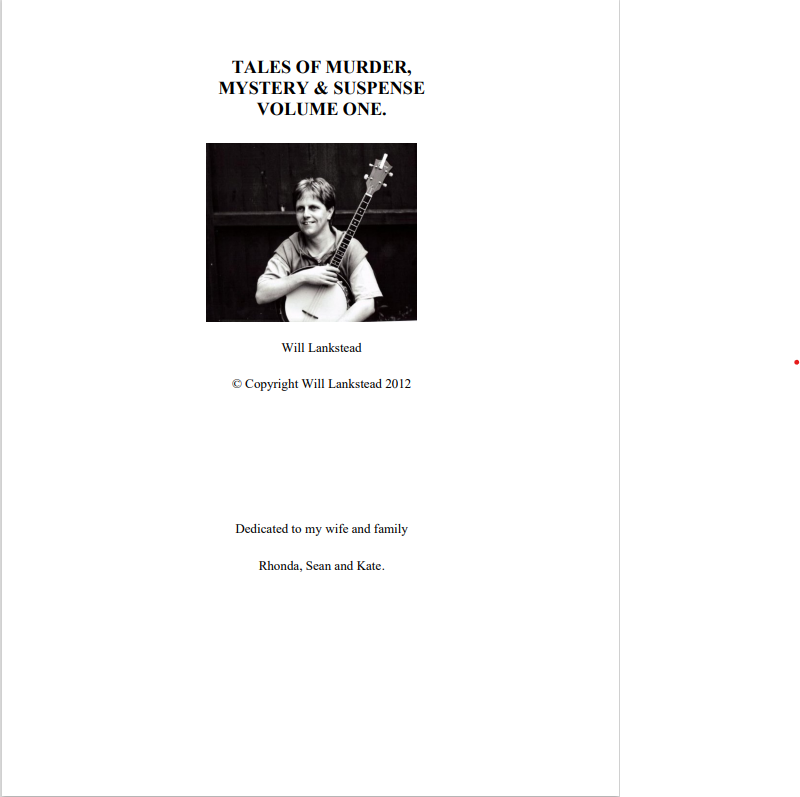 TALES OF MURDER,
MYSTERY & SUSPENSE
VOLUME ONE.
Will Lankstead
© Copyright Will Lankstead 2012
Dedicated to my wife and family
Rhonda, Sean and Kate.